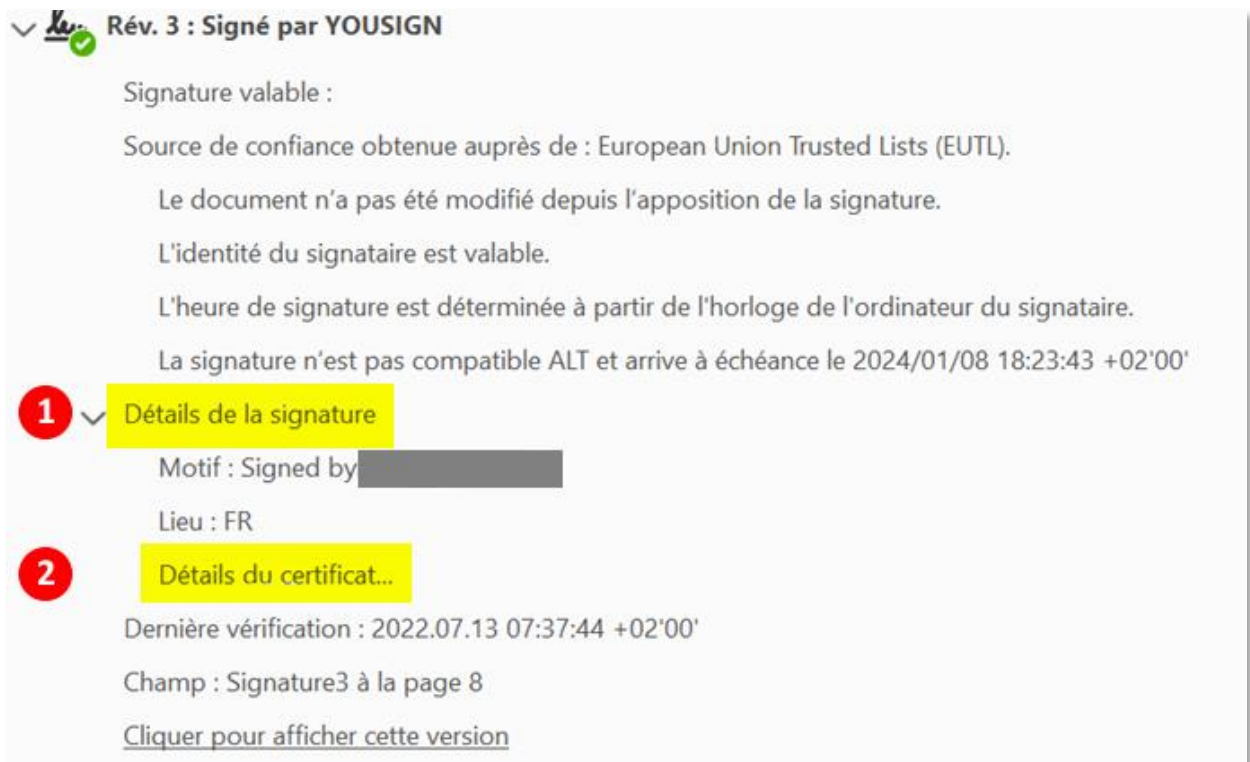 Rév. 3 : Signé par YOUSIGN
Signature valable :
Source de confiance obtenue auprès de : European Union Trusted Lists (EUTL).
Le document n’a pas été modifié depuis l’apposition de la signature.
L'identité du signataire est valable.
L'heure de signature est déterminée à partir de l'horloge de l'ordinateur du signataire.
La signature n’est pas compatible ALT et arrive à échéance le 2024/01/08 18:23:43 +02'00'
1 Détails de la signature
Motif : Signed by
Lieu : FR
2 Détails du certificat...
Dernière vérification : 2022.07.13 07:37:44 +02'00'
Champ : Signature3 à la page 8
Cliquer pour afficher cette version